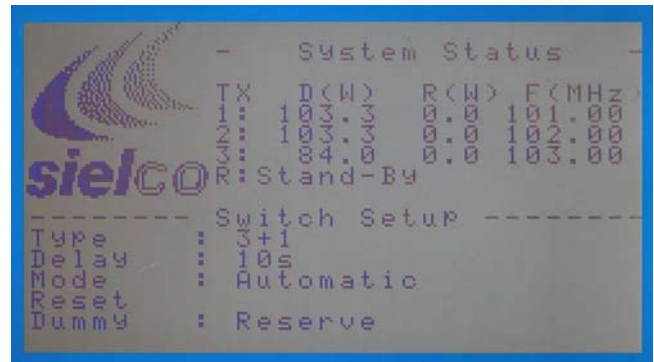 - System Status -
TX D(W) R(W) F(MHz)
1: 103.3 0.0 101.00
2: 103.3 0.0 102.00
3: 84.0 0.0 103.00
sielco R:Stand-By
-------- Switch Setup --------
Type : 3+1
Delay : 10s
Mode : Automatic
Reset
Dummy : Reserve